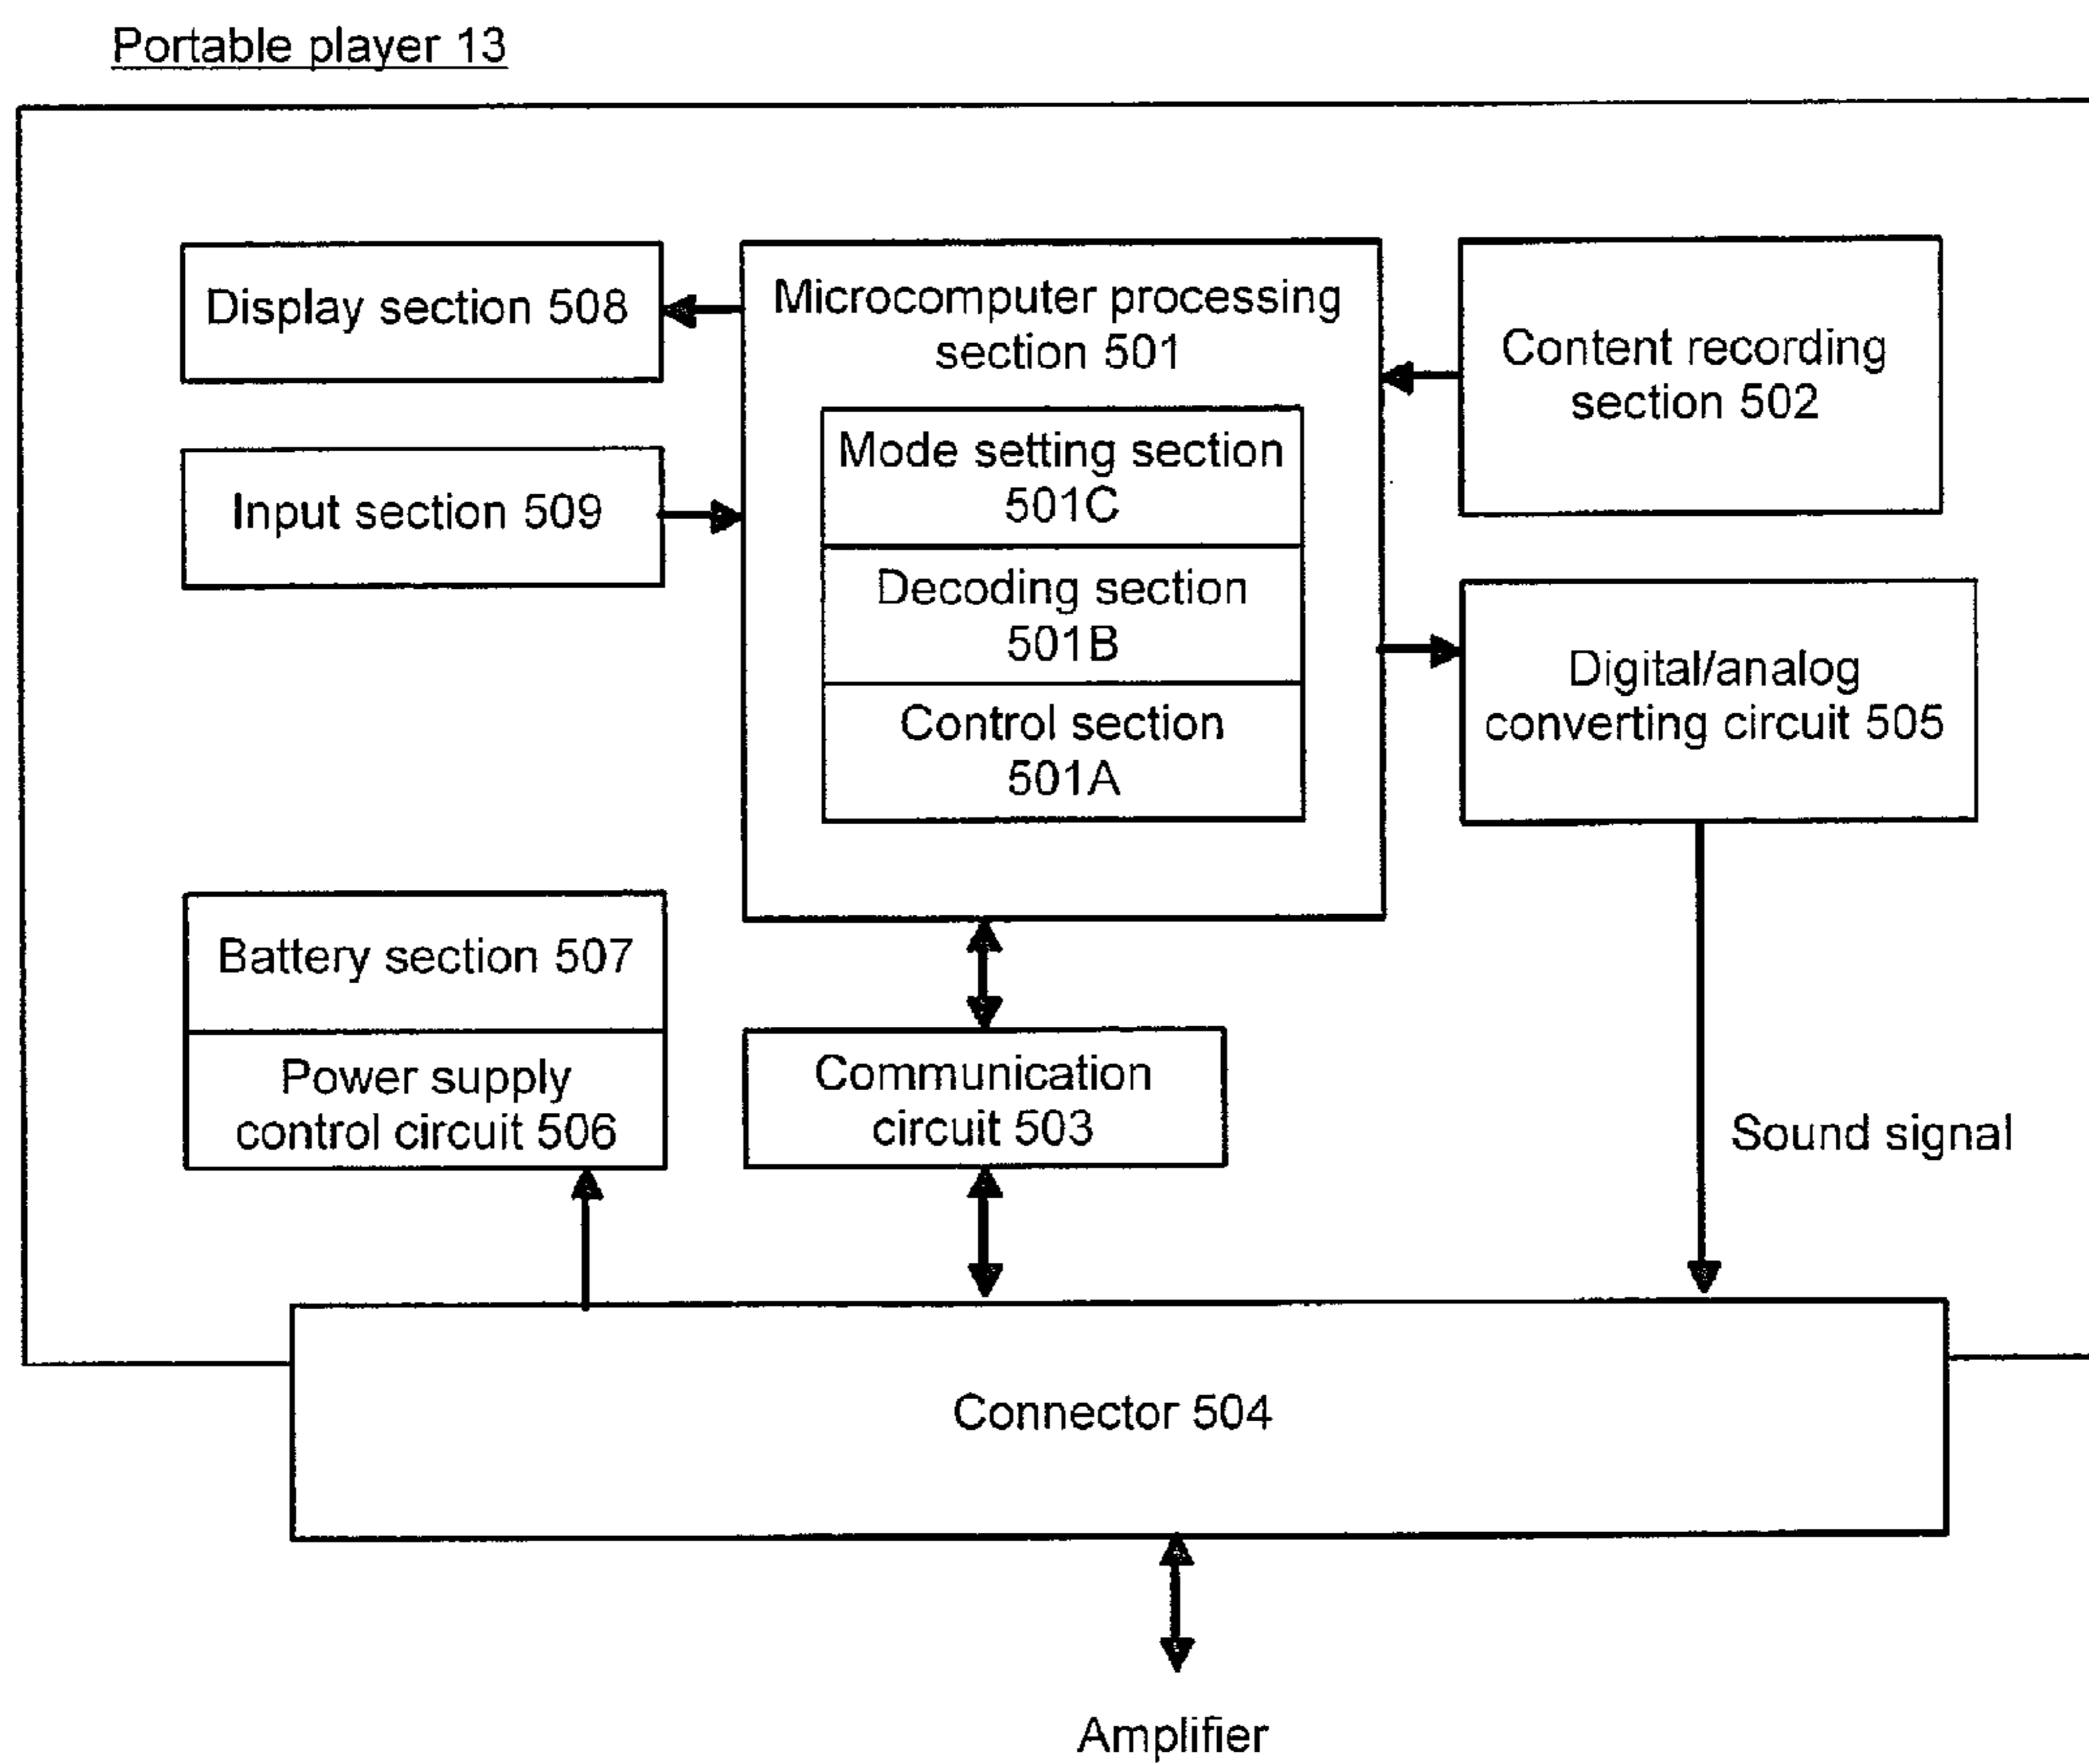 Portable player 13
Display section 508
Input section 509
Microcomputer processing
section 501
Mode setting section
501C
Decoding section
501B
Control section
501A
Content recording
section 502
Digital/analog
converting circuit 505
Battery section 507
Power supply
control circuit 506
Communication
circuit 503
Sound signal
Connector 504
Amplifier